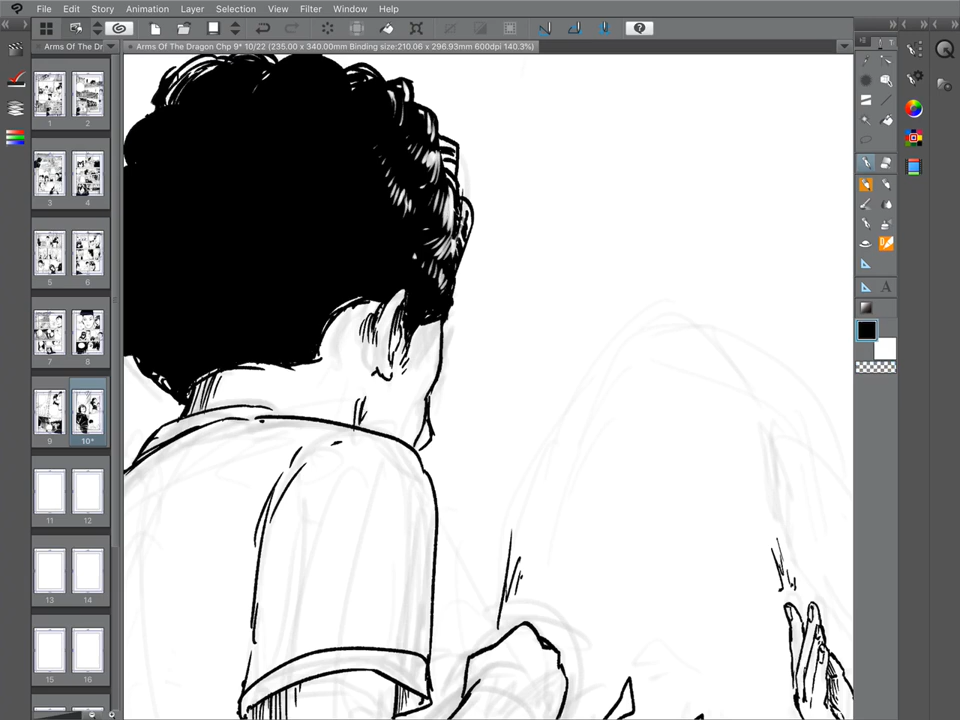 File Edit Story Animation Layer Selection View Filter Window Help
Arms Of The Dr
Arms Of The Dragon Chp 9* 10/22 (235.00 x 340.00mm Binding size:210.06 x 296.93mm 600dpi 140.3%)
1 2
3 4
5 6
7 8
9 10*
11 12
13 14
15 16
T
A